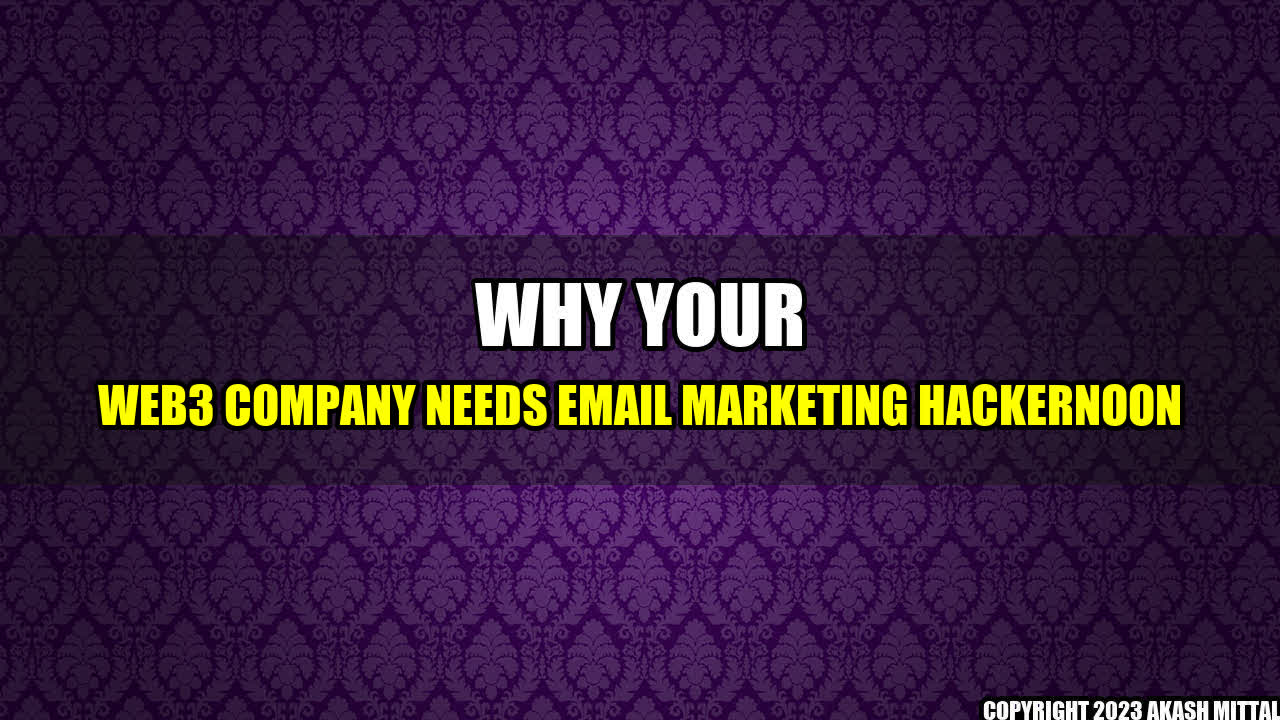 WHY YOUR
WEB3 COMPANY NEEDS EMAIL MARKETING HACKERNOON
COPYRIGHT 2023 AKASH MITTAL